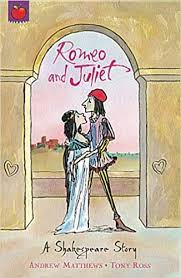 Romeo
and Juliet
A Shakespeare Story
ANDREW MATTHEWS • TONY ROSS